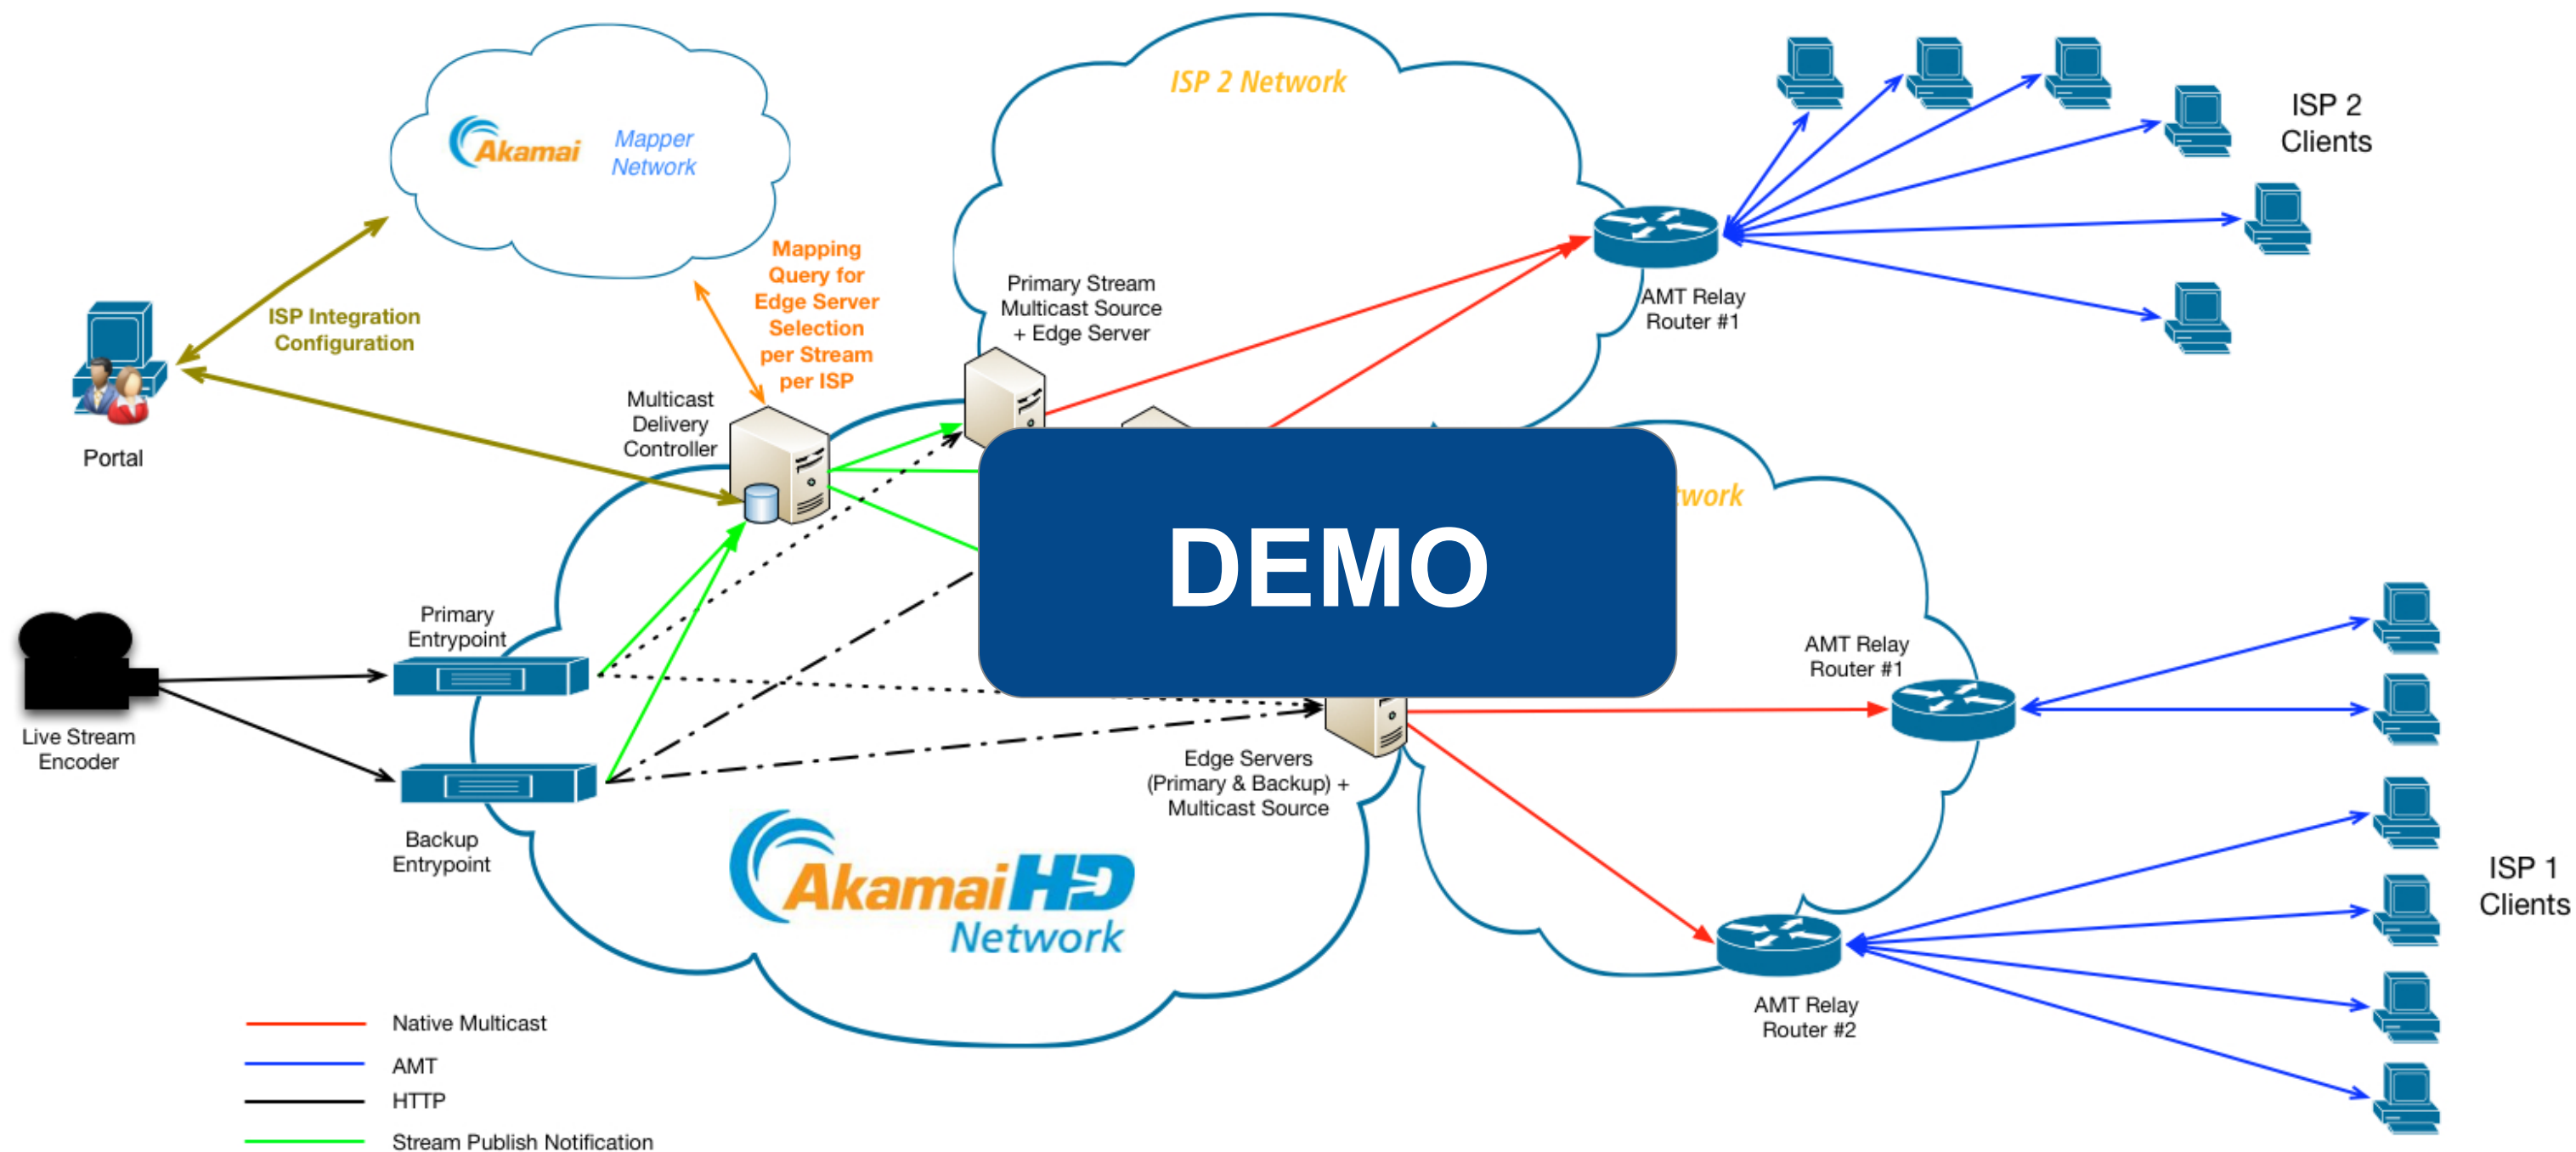 ISP 2 Network
Akamai
Mapper
Network
ISP 2
Clients
Mapping
Query for
Edge Server
Selection
per Stream
per ISP
ISP Integration
Configuration
Primary Stream
Multicast Source
+ Edge Server
AMT Relay
Router #1
Multicast
Delivery
Controller
Portal
twork
DEMO
Primary
Entrypoint
AMT Relay
Router #1
Live Stream
Encoder
Edge Servers
(Primary & Backup) +
Multicast Source
Backup
Entrypoint
Akamai HD
Network
ISP 1
Clients
AMT Relay
Router #2
Native Multicast
AMT
HTTP
Stream Publish Notification